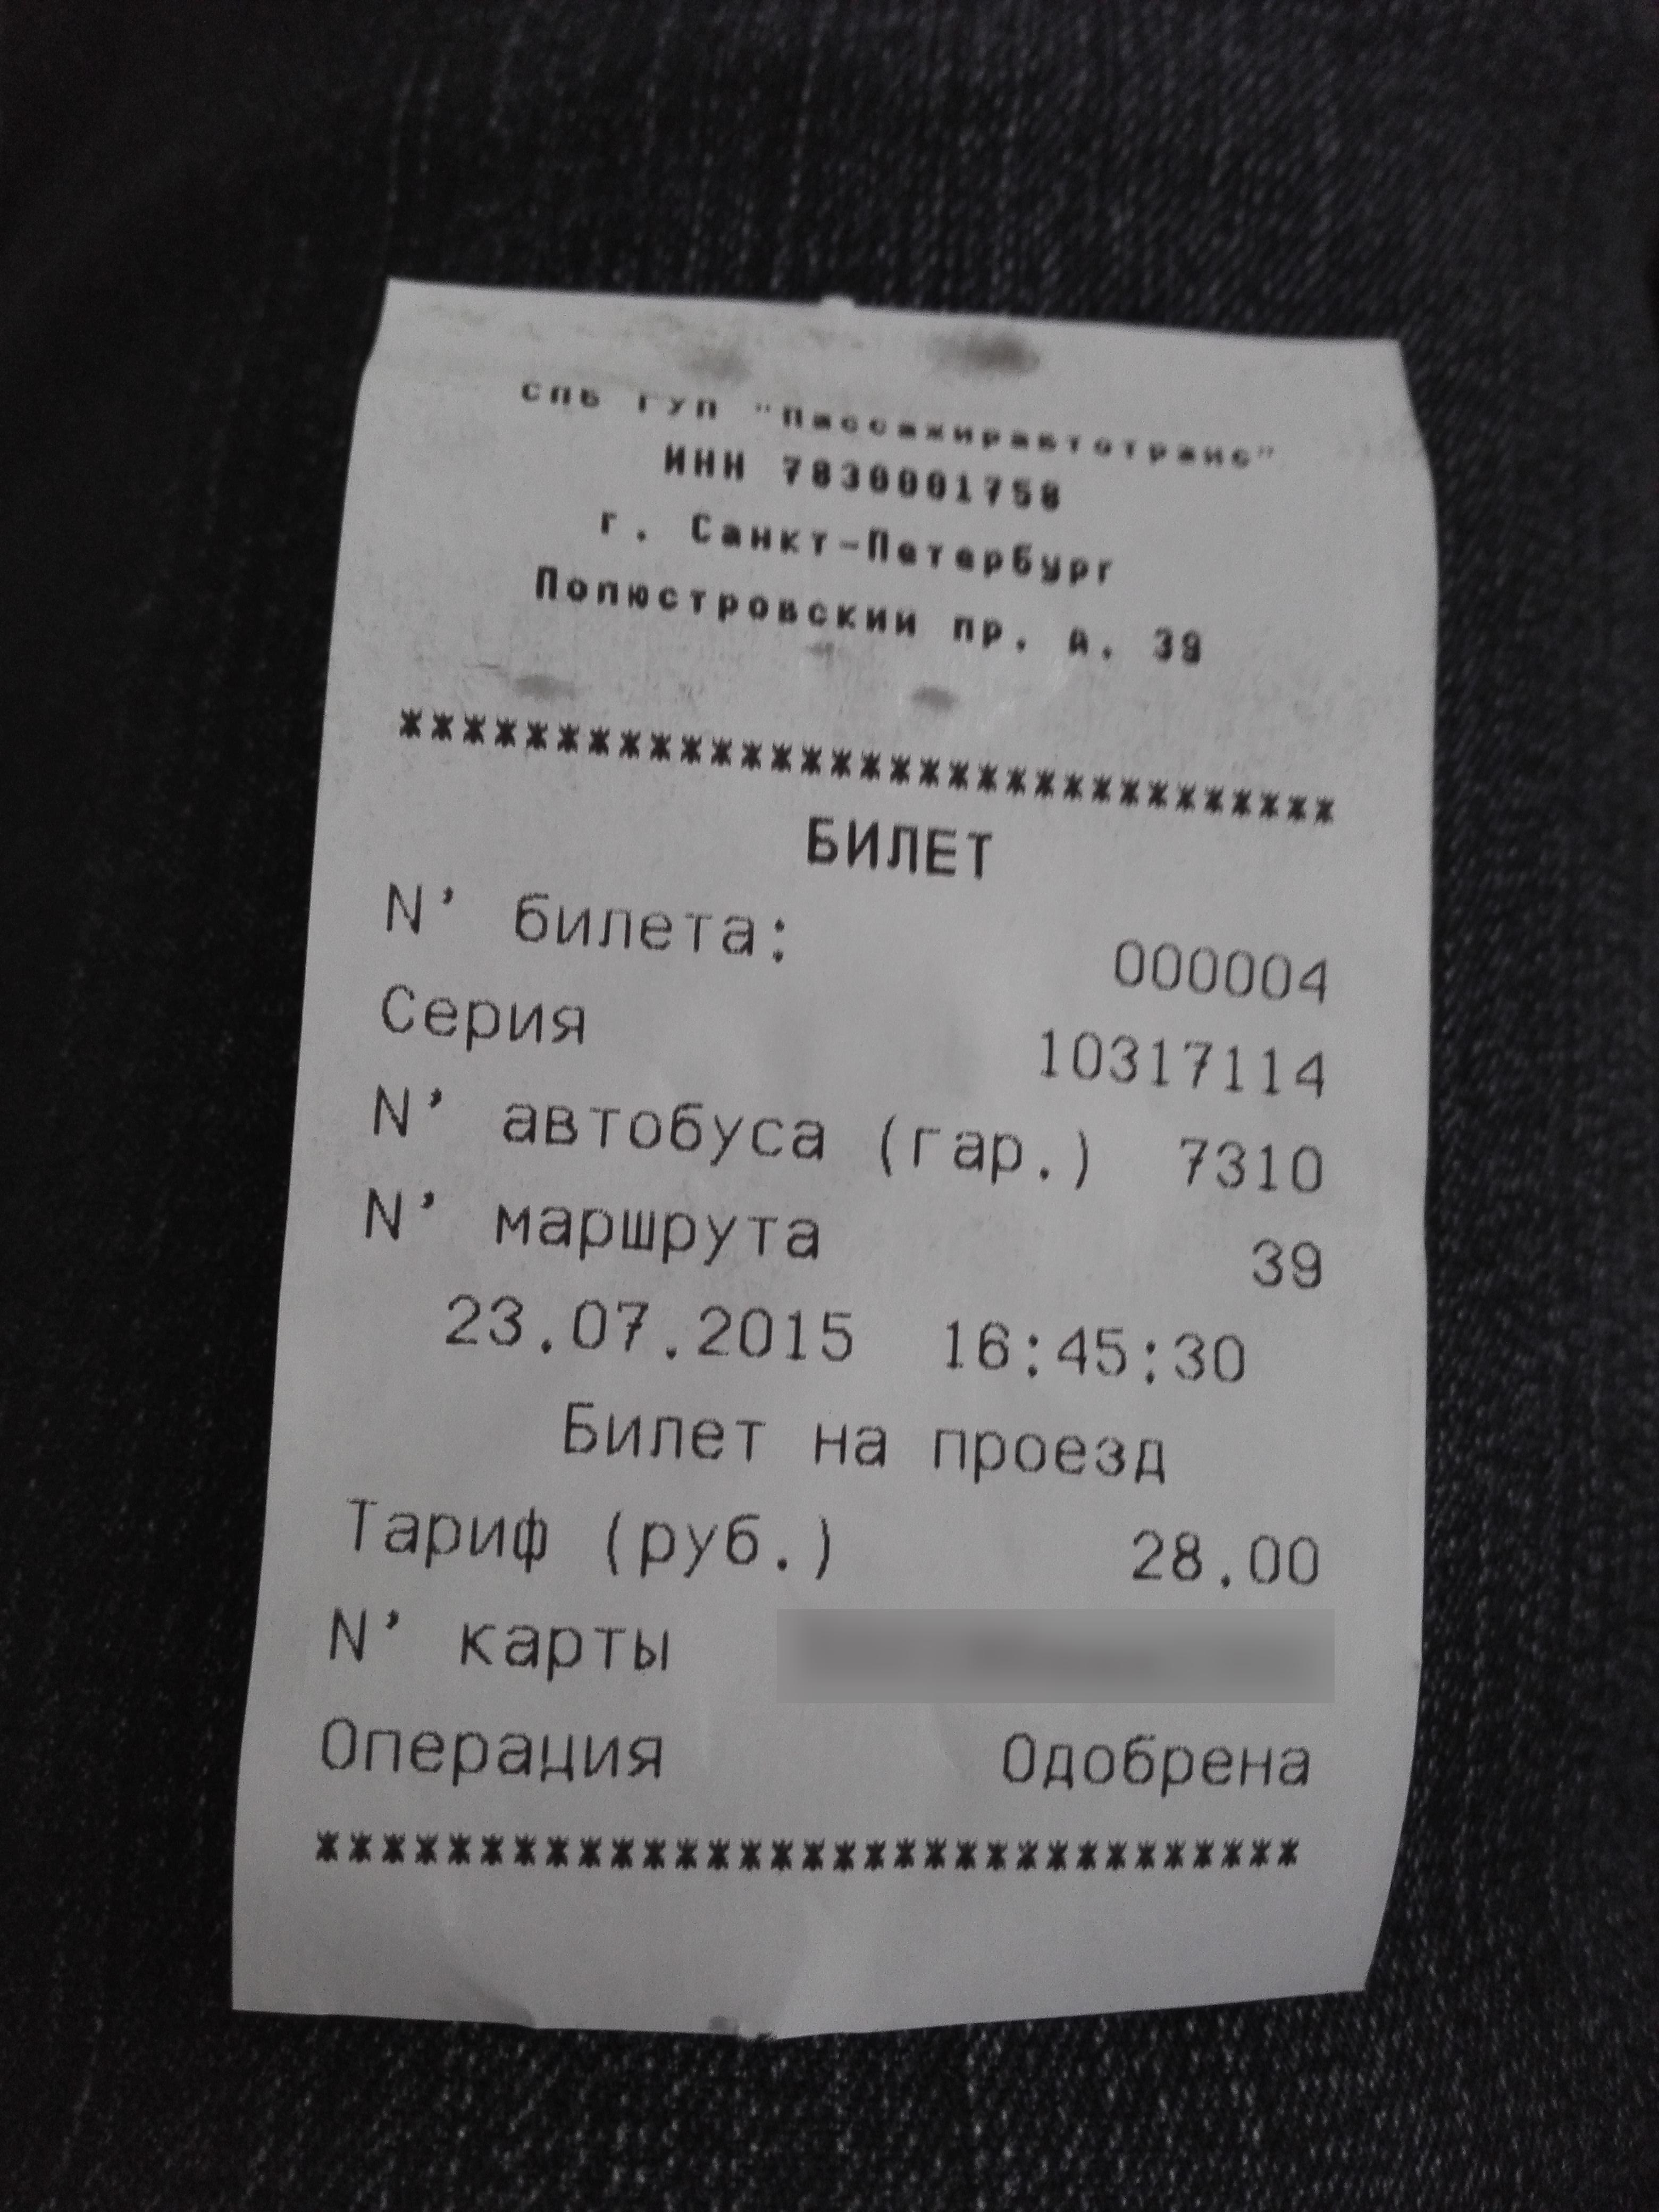 СПБ ГУП "Пассажиравтотранс"
ИНН 7830001758
г. Санкт-Петербург
Полюстровский пр. д. 39
********************************
БИЛЕТ
N' билета: 000004
Серия 10317114
N' автобуса (гар.) 7310
N' маршрута 39
23.07.2015 16:45:30
Билет на проезд
Тариф (руб.) 28.00
N' карты
Операция Одобрена
********************************